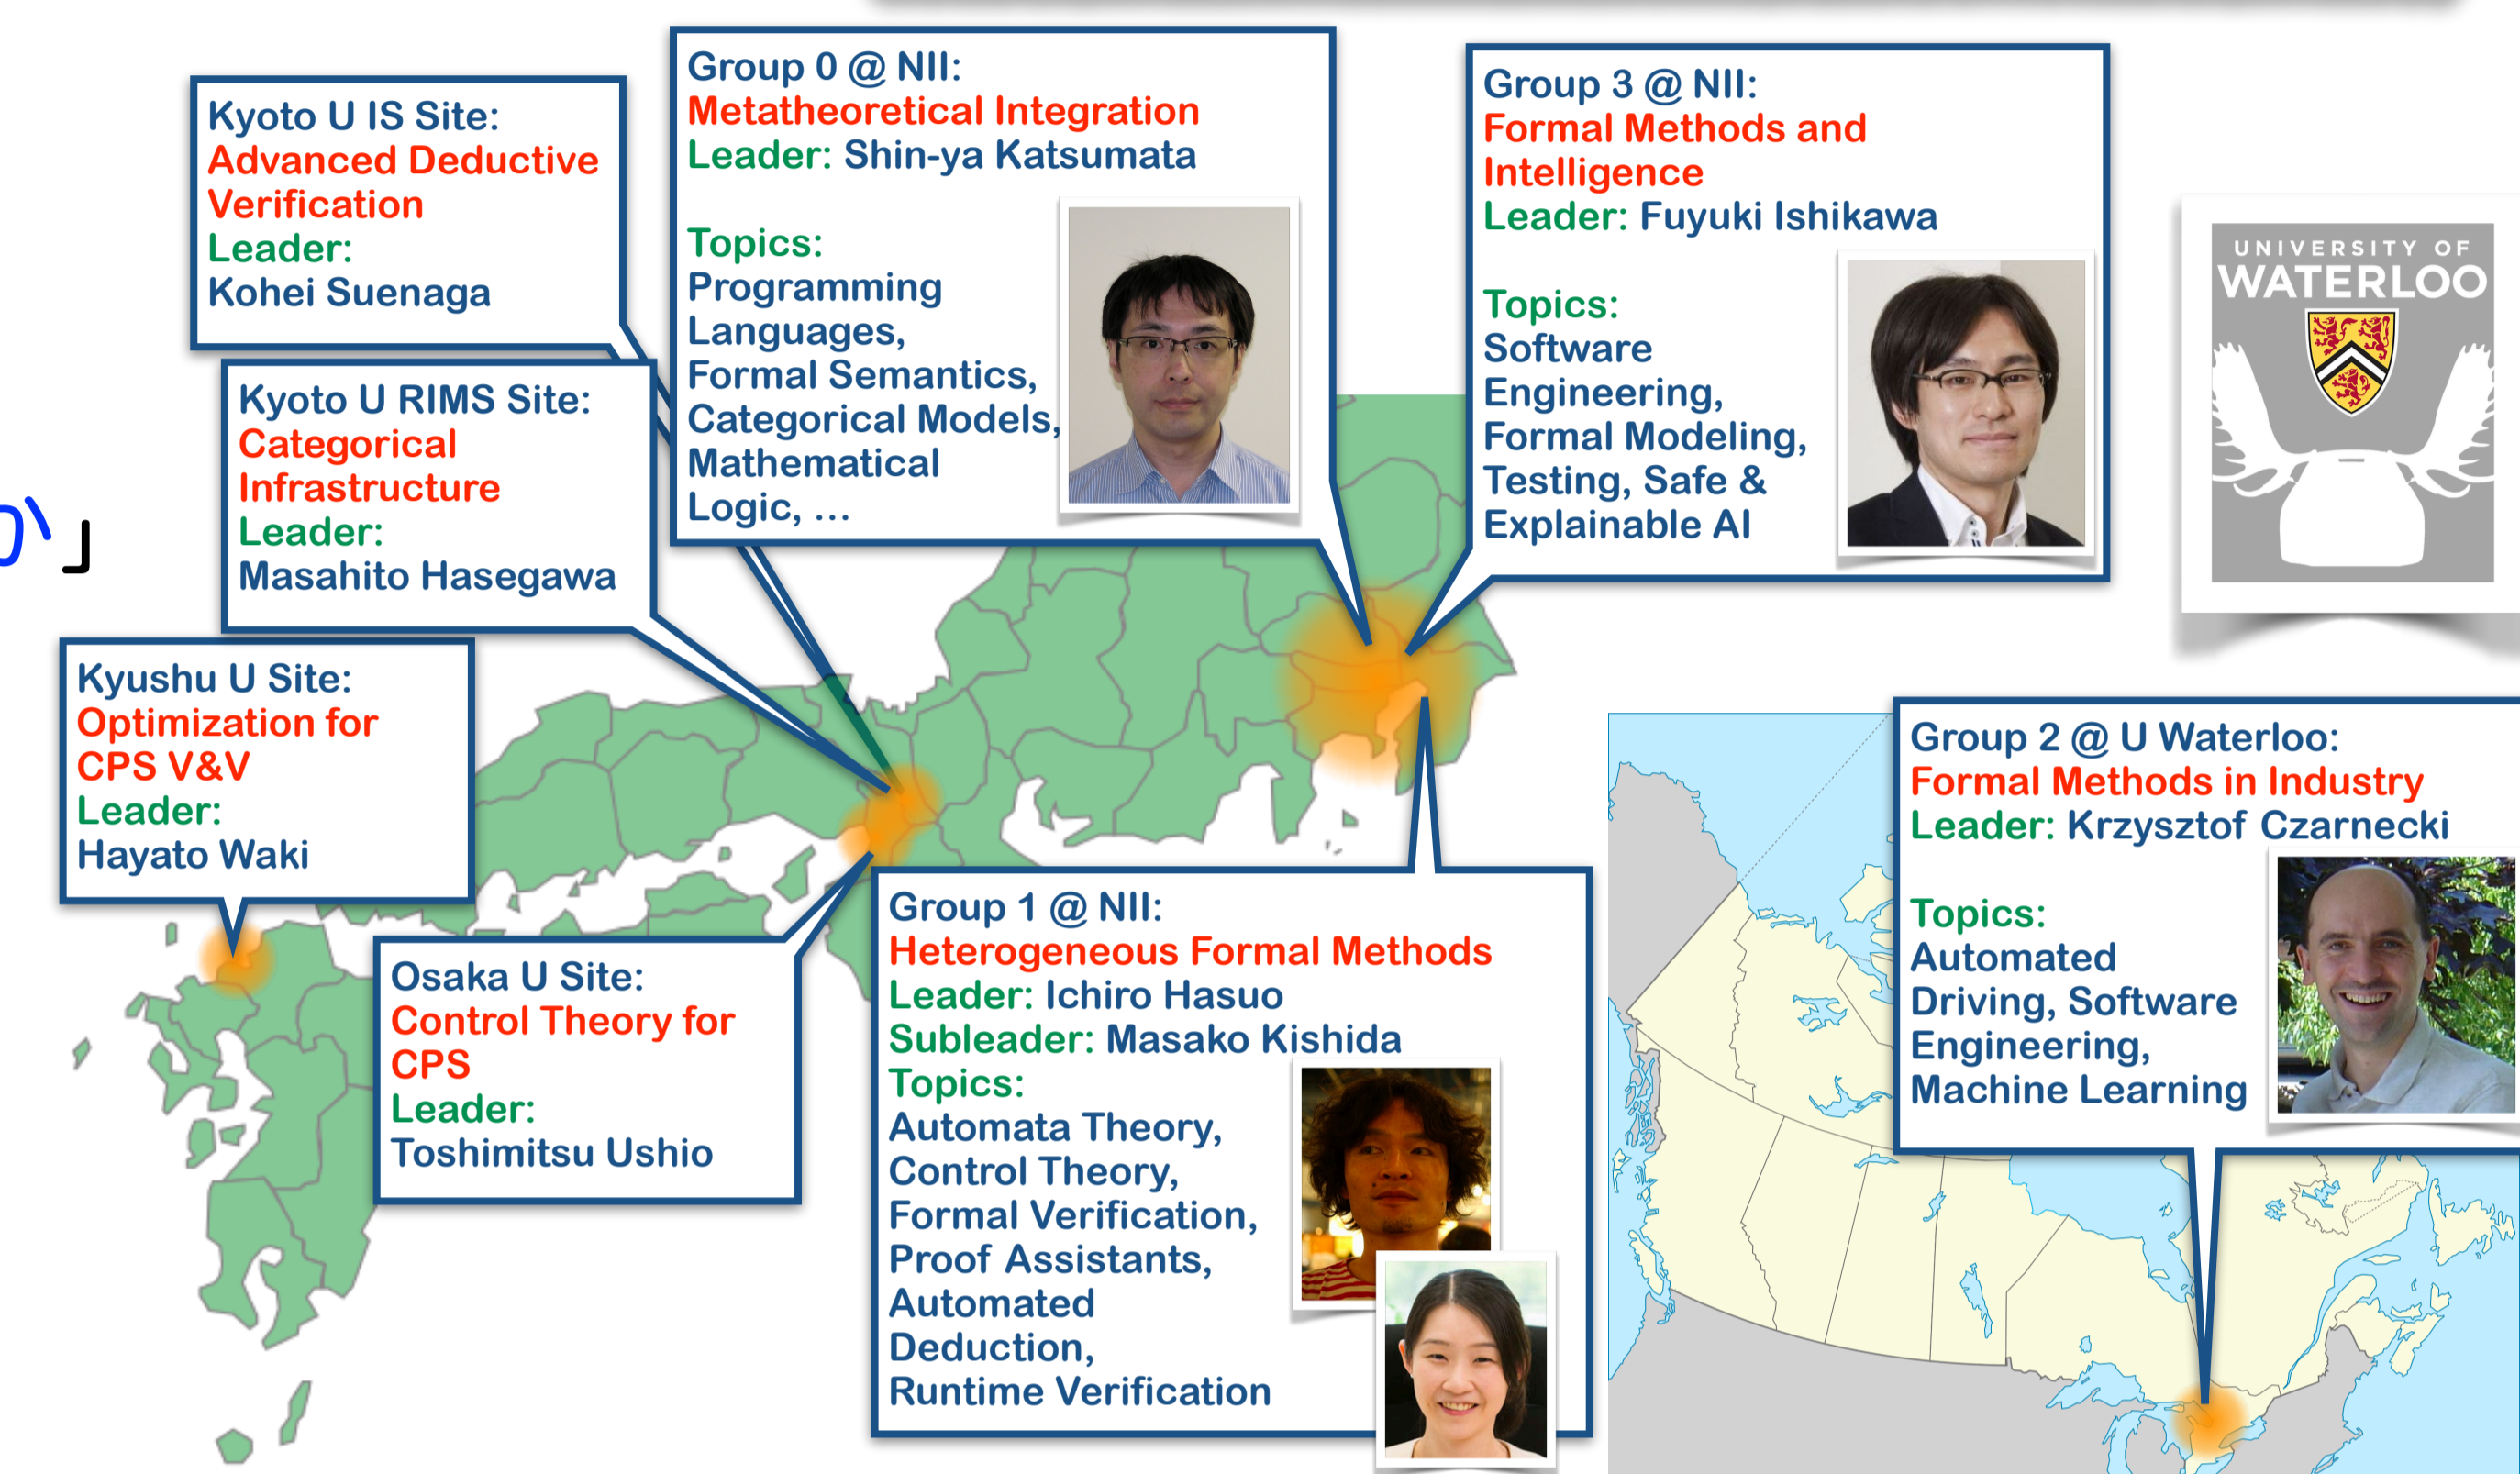 Kyoto U IS Site:
Advanced Deductive
Verification
Leader:
Kohei Suenaga
Group 0 @ NII:
Metatheoretical Integration
Leader: Shin-ya Katsumata
Topics:
Programming
Languages,
Formal Semantics,
Categorical Models,
Mathematical
Logic, ...
Group 3 @ NII:
Formal Methods and
Intelligence
Leader: Fuyuki Ishikawa
Topics:
Software
Engineering,
Formal Modeling,
Testing, Safe &
Explainable AI
UNIVERSITY OF
WATERLOO
Kyoto U RIMS Site:
Categorical
Infrastructure
Leader:
Masahito Hasegawa
か」
Kyushu U Site:
Optimization for
CPS V&V
Leader:
Hayato Waki
Osaka U Site:
Control Theory for
CPS
Leader:
Toshimitsu Ushio
Group 1 @ NII:
Heterogeneous Formal Methods
Leader: Ichiro Hasuo
Subleader: Masako Kishida
Topics:
Automata Theory,
Control Theory,
Formal Verification,
Proof Assistants,
Automated
Deduction,
Runtime Verification
Group 2 @ U Waterloo:
Formal Methods in Industry
Leader: Krzysztof Czarnecki
Topics:
Automated
Driving, Software
Engineering,
Machine Learning